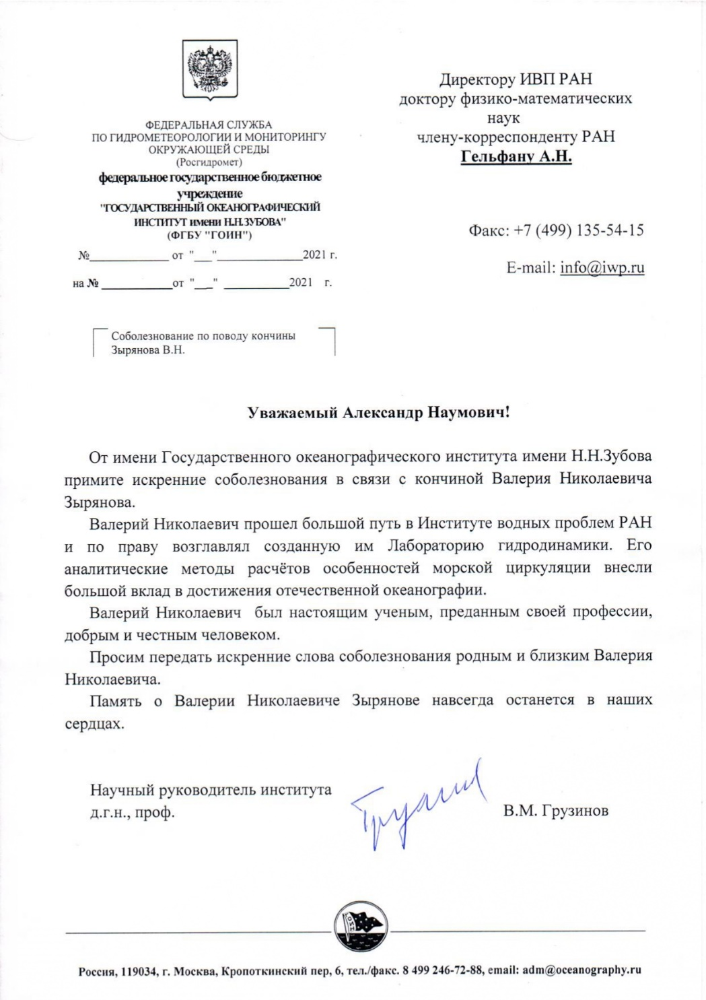 ФЕДЕРАЛЬНАЯ СЛУЖБА
ПО ГИДРОМЕТЕОРОЛОГИИ И МОНИТОРИНГУ
ОКРУЖАЮЩЕЙ СРЕДЫ
(Росгидромет)
федеральное государственное бюджетное
учреждение
"ГОСУДАРСТВЕННЫЙ ОКЕАНОГРАФИЧЕСКИЙ
ИНСТИТУТ имени Н.Н.ЗУБОВА"
(ФГБУ "ГОИН")
№______________ от "___"_______________2021 г.
на № ____________от "___" ___________2021 г.
Директору ИВП РАН
доктору физико-математических
наук
члену-корреспонденту РАН
Гельфану А.Н.
Факс: +7 (499) 135-54-15
E-mail: info@iwp.ru
Соболезнование по поводу кончины
Зырянова В.Н.
Уважаемый Александр Наумович!
От имени Государственного океанографического института имени Н.Н.Зубова
примите искренние соболезнования в связи с кончиной Валерия Николаевича
Зырянова.
Валерий Николаевич прошел большой путь в Институте водных проблем РАН
и по праву возглавлял созданную им Лабораторию гидродинамики. Его
аналитические методы расчётов особенностей морской циркуляции внесли
большой вклад в достижения отечественной океанографии.
Валерий Николаевич был настоящим ученым, преданным своей профессии,
добрым и честным человеком.
Просим передать искренние слова соболезнования родным и близким Валерия
Николаевича.
Память о Валерии Николаевиче Зырянове навсегда останется в наших
сердцах.
Научный руководитель института
д.г.н., проф.
В.М. Грузинов
Россия, 119034, г. Москва, Кропоткинский пер, 6, тел./факс. 8 499 246-72-88, email: adm@oceanography.ru